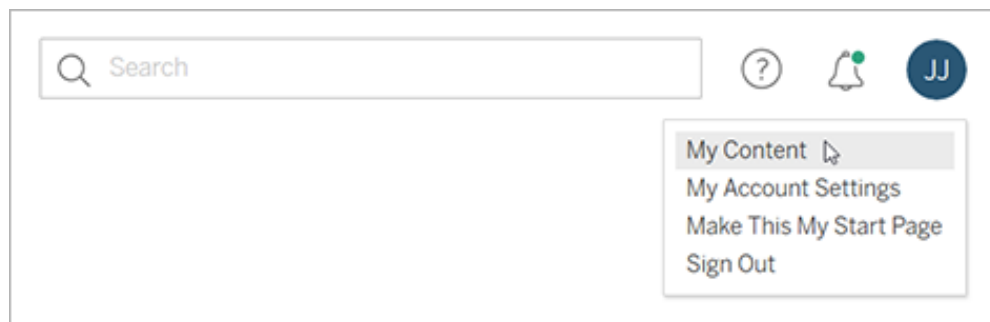 Search
?
JJ
My Content
My Account Settings
Make This My Start Page
Sign Out